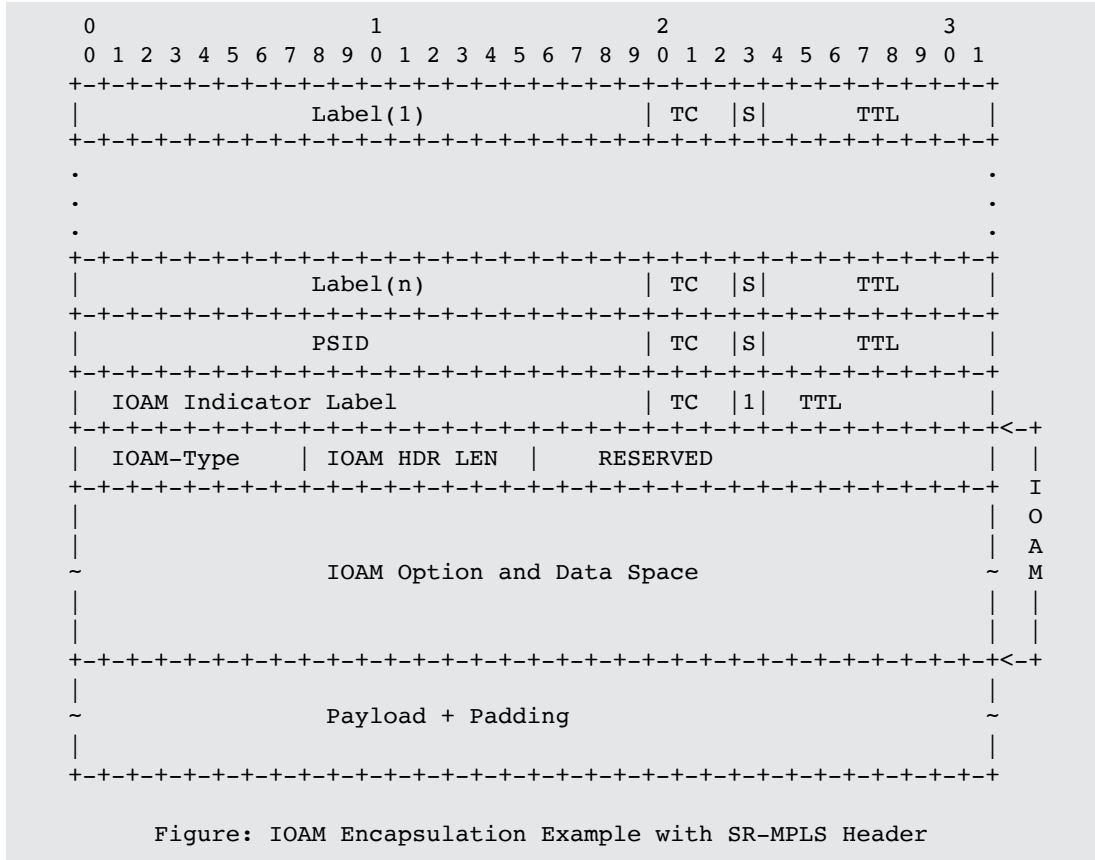 0                   1                   2                   3
 0 1 2 3 4 5 6 7 8 9 0 1 2 3 4 5 6 7 8 9 0 1 2 3 4 5 6 7 8 9 0 1
+-+-+-+-+-+-+-+-+-+-+-+-+-+-+-+-+-+-+-+-+-+-+-+-+-+-+-+-+-+-+-+-+
|                Label(1)               | TC  |S|      TTL      |
+-+-+-+-+-+-+-+-+-+-+-+-+-+-+-+-+-+-+-+-+-+-+-+-+-+-+-+-+-+-+-+-+
.                                                               .
.                                                               .
.                                                               .
+-+-+-+-+-+-+-+-+-+-+-+-+-+-+-+-+-+-+-+-+-+-+-+-+-+-+-+-+-+-+-+-+
|                Label(n)               | TC  |S|      TTL      |
+-+-+-+-+-+-+-+-+-+-+-+-+-+-+-+-+-+-+-+-+-+-+-+-+-+-+-+-+-+-+-+-+
|                PSID                   | TC  |S|      TTL      |
+-+-+-+-+-+-+-+-+-+-+-+-+-+-+-+-+-+-+-+-+-+-+-+-+-+-+-+-+-+-+-+-+
|  IOAM Indicator Label                 | TC  |1|  TTL          |
+-+-+-+-+-+-+-+-+-+-+-+-+-+-+-+-+-+-+-+-+-+-+-+-+-+-+-+-+-+-+-+-+<-+
|  IOAM-Type    | IOAM HDR LEN  |    RESERVED                   |  |
+-+-+-+-+-+-+-+-+-+-+-+-+-+-+-+-+-+-+-+-+-+-+-+-+-+-+-+-+-+-+-+-+  I
|                                                               |  O
|                                                               |  A
~                 IOAM Option and Data Space                    ~  M
|                                                               |  |
|                                                               |  |
+-+-+-+-+-+-+-+-+-+-+-+-+-+-+-+-+-+-+-+-+-+-+-+-+-+-+-+-+-+-+-+-+<-+
|                                                               |
~                 Payload + Padding                             ~
|                                                               |
+-+-+-+-+-+-+-+-+-+-+-+-+-+-+-+-+-+-+-+-+-+-+-+-+-+-+-+-+-+-+-+-+
Figure: IOAM Encapsulation Example with SR-MPLS Header